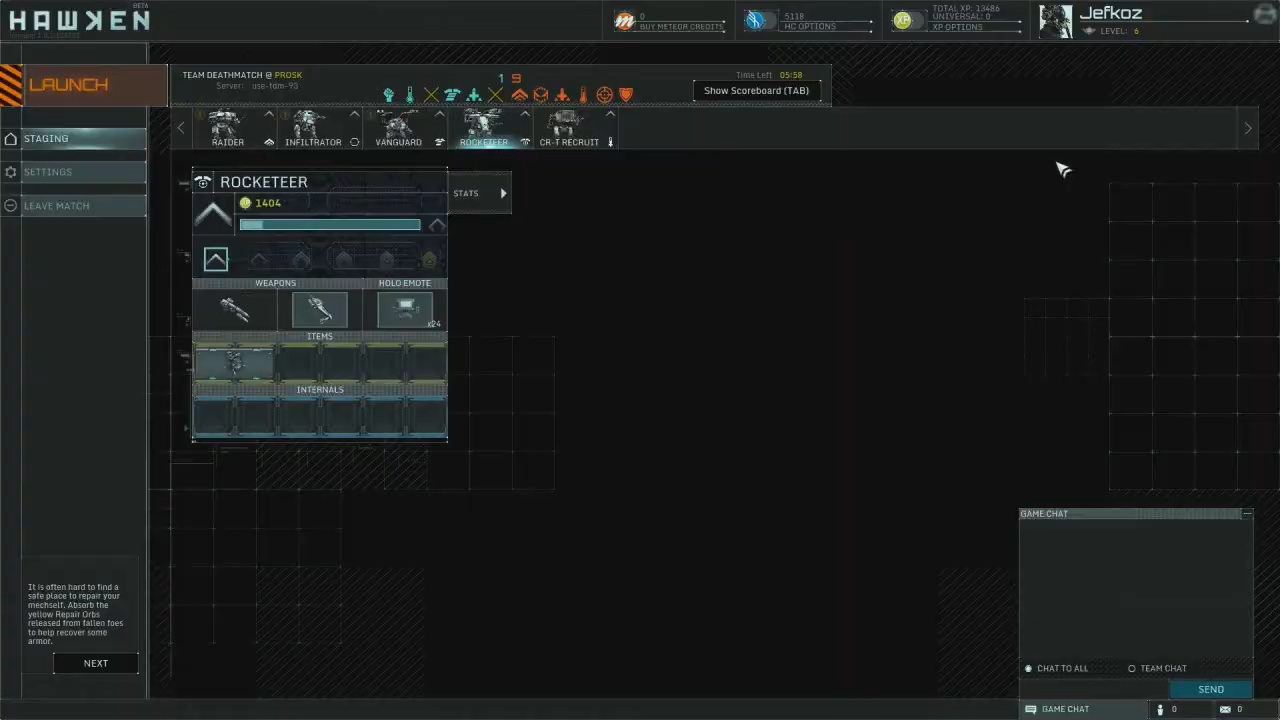 HAWKEN
BETA
0
BUY METEOR CREDITS
5118
HC OPTIONS
XP
TOTAL XP: 13486
UNIVERSAL: 0
XP OPTIONS
Jefkoz
LEVEL: 6
LAUNCH
TEAM DEATHMATCH @ PROSK
Server: use-tdm-93
1 9
Time Left 05:58
Show Scoreboard (TAB)
STAGING
SETTINGS
LEAVE MATCH
RAIDER
INFILTRATOR
VANGUARD
ROCKETEER
CR-T RECRUIT
ROCKETEER
STATS
1404
WEAPONS
HOLO EMOTE
x24
ITEMS
INTERNALS
It is often hard to find a
safe place to repair your
mechself. Absorb the
yellow Repair Orbs
released from fallen foes
to help recover some
armor.
NEXT
GAME CHAT
CHAT TO ALL
TEAM CHAT
SEND
GAME CHAT
0
0